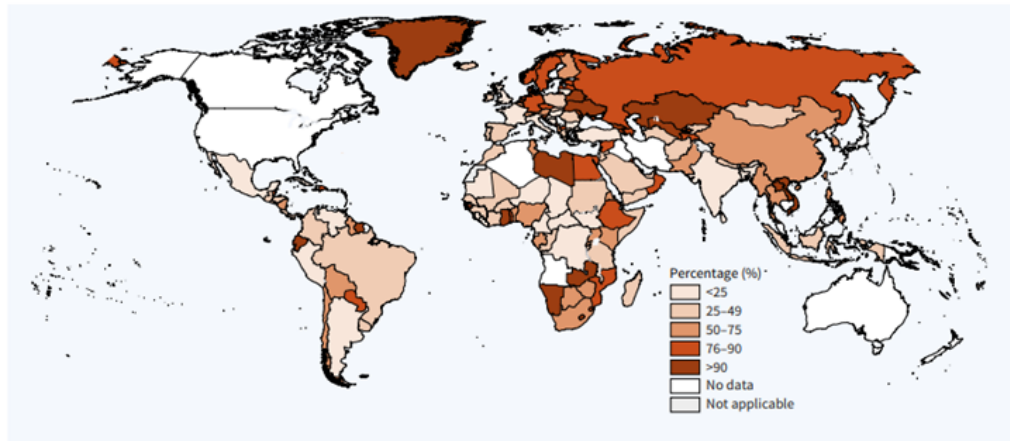 Percentage (%)
<25
25–49
50–75
76–90
>90
No data
Not applicable